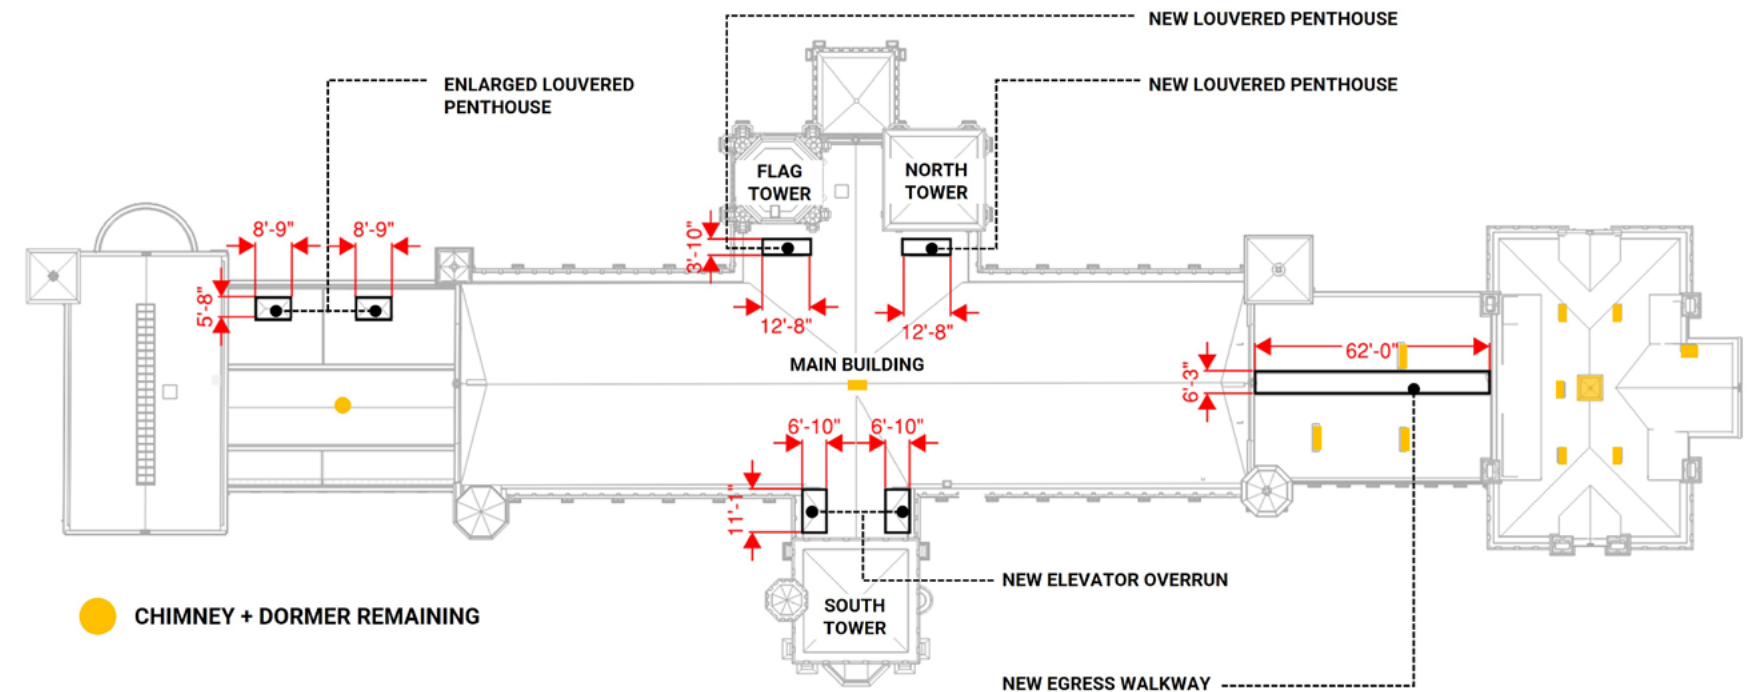 NEW LOUVERED PENTHOUSE
ENLARGED LOUVERED
PENTHOUSE
NEW LOUVERED PENTHOUSE
FLAG
TOWER
NORTH
TOWER
8'-9"
8'-9"
3'-10"
5'-8"
12'-8"
12'-8"
MAIN BUILDING
62'-0"
6'-3"
6'-10"
6'-10"
11'-1"
NEW ELEVATOR OVERRUN
SOUTH
TOWER
CHIMNEY + DORMER REMAINING
NEW EGRESS WALKWAY